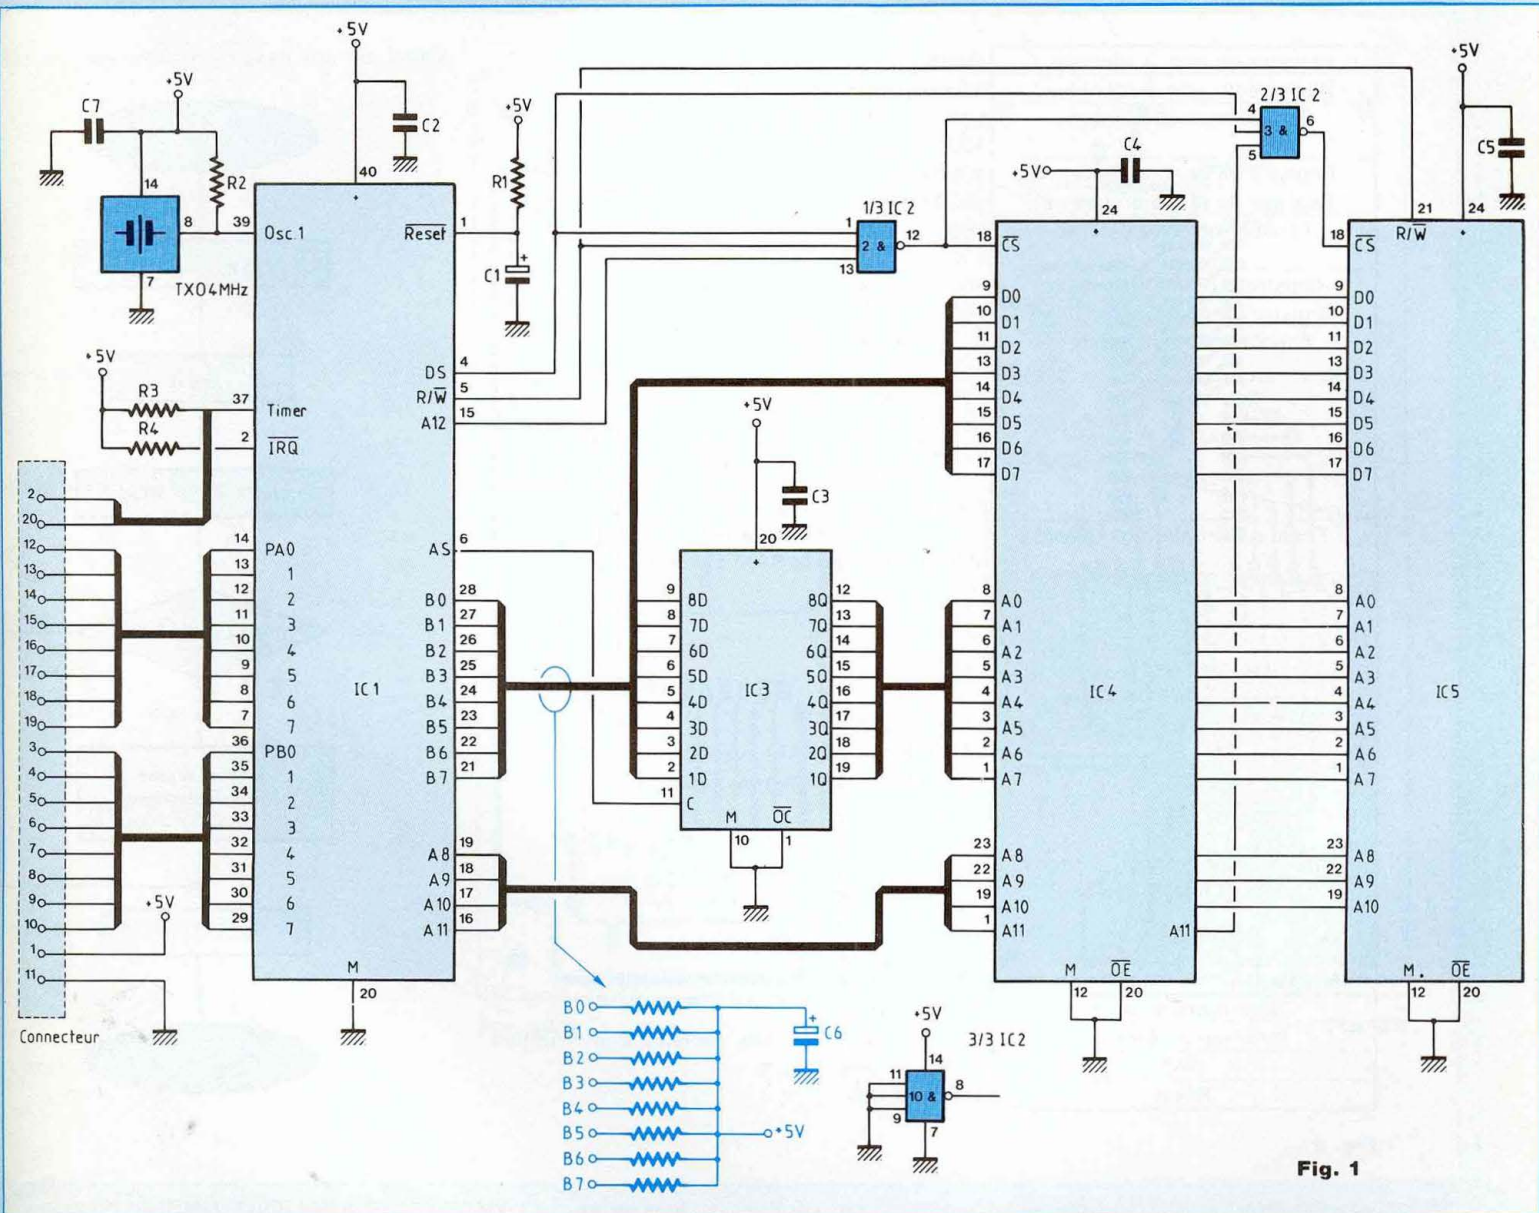 +5V
+5V
+5V
C7
C2
+5V
2/3 IC 2
4
3 &
6
5
C5
C4
+5V
14
40
R2
R1
24
21
24
+
+
+
1/3 IC 2
8
39
Osc.1
Reset
1
1
2 &
12
13
18
CS
18
CS
R/W
7
TXO4MHz
C1
+
9
D0
10
D1
11
D2
13
D3
14
D4
15
D5
16
D6
17
D7
9
D0
10
D1
11
D2
13
D3
14
D4
15
D5
16
D6
17
D7
+5V
R3
37
Timer
R4
2
IRQ
DS
4
R/W
5
A12
15
+5V
C3
20
+
2
20
12
13
14
15
16
17
18
19
3
4
5
6
7
8
9
10
1
11
Connecteur
+5V
14
PA0
13
1
12
2
11
3
10
4
9
5
8
6
7
7
36
PB0
35
1
34
2
33
3
32
4
31
5
30
6
29
7
IC1
AS
6
B0
28
B1
27
B2
26
B3
25
B4
24
B5
23
B6
22
B7
21
A8
19
A9
18
A10
17
A11
16
M
20
9
8D
8Q
12
8
7D
7Q
13
7
6D
6Q
14
6
5D
5Q
15
5
4D
4Q
16
4
3D
3Q
17
3
2D
2Q
18
2
1D
1Q
19
11
C
IC3
M
OC
10
1
8
A0
7
A1
6
A2
5
A3
4
A4
3
A5
2
A6
1
A7
23
A8
22
A9
19
A10
1
A11
A11
IC4
M
OE
12
20
8
A0
7
A1
6
A2
5
A3
4
A4
3
A5
2
A6
1
A7
23
A8
22
A9
19
A10
IC5
M.
OE
12
20
B0
B1
B2
B3
B4
B5
B6
B7
+
C6
+5V
+5V
3/3 IC2
14
11
10 &
8
9
7
Fig. 1